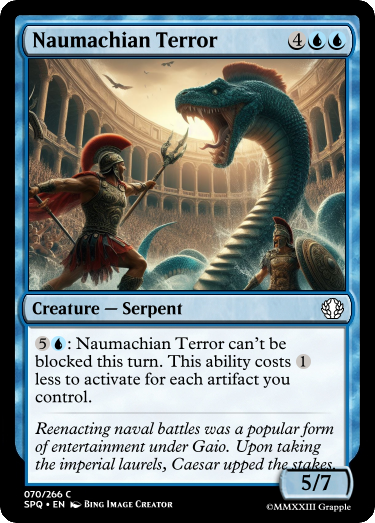 Naumachian Terror 4
Creature — Serpent
5: Naumachian Terror can't be
blocked this turn. This ability costs 1
less to activate for each artifact you
control.
Reenacting naval battles was a popular form
of entertainment under Gaio. Upon taking
the imperial laurels, Caesar upped the stakes.
5/7
070/266 C
SPQ • EN Bing Image Creator
©MMXXIII Grapple